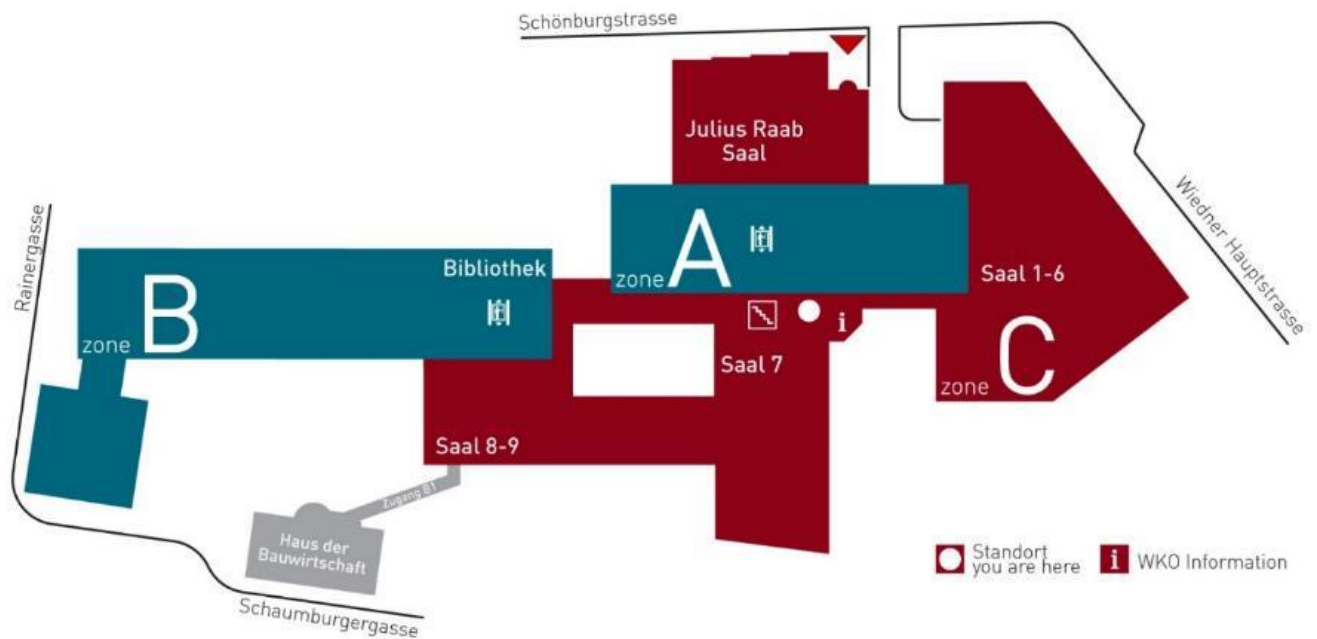 Schönburgstrasse
Julius Raab
Saal
Wiedner Hauptstrasse
Rainergasse
A
zone
Bibliothek
B
zone
Saal 1-6
i
Saal 7
C
zone
Saal 8-9
Zugang B1
Haus der
Bauwirtschaft
Schaumburgergasse
Standort
you are here
i WKO Information